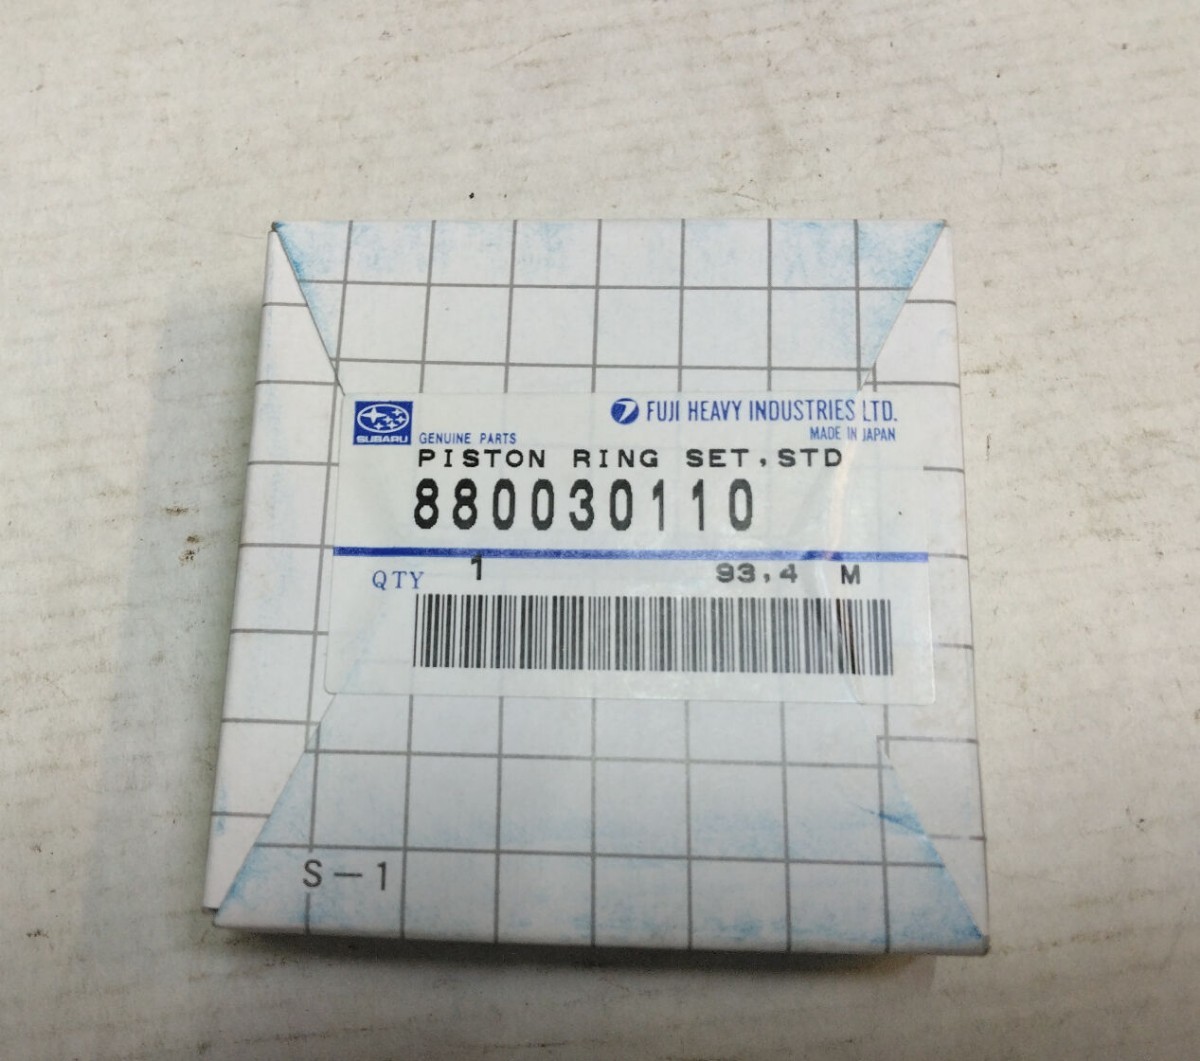 SUBARU
GENUINE PARTS
FUJI HEAVY INDUSTRIES LTD.
MADE IN JAPAN
PISTON RING SET,STD
880030110
QTY 1 93,4 M
S-1